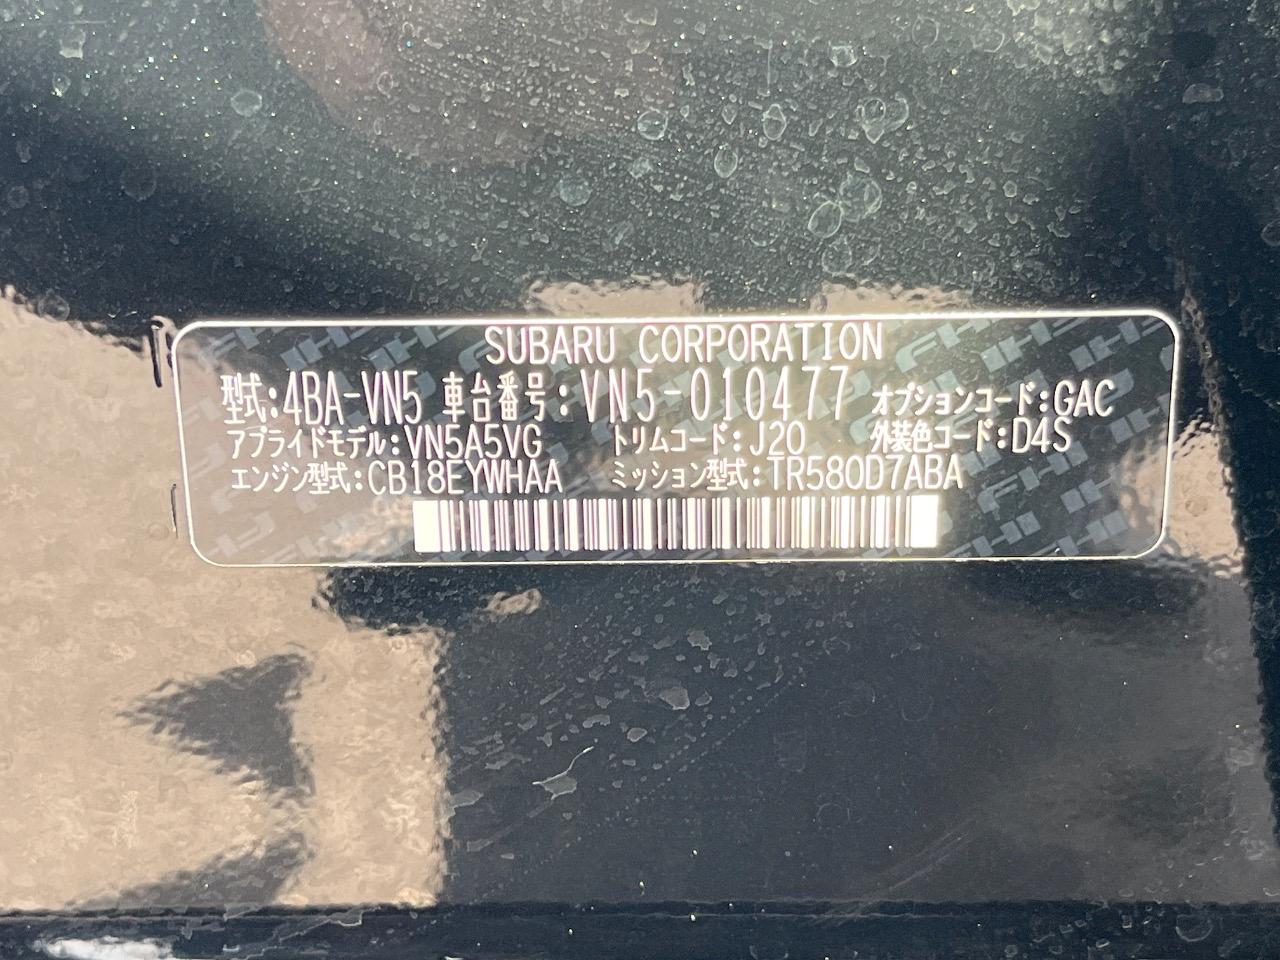 SUBARU CORPORATION
型式:4BA-VN5 車台番号:VN5-010477 オプションコード:GAC
アプライドモデル:VN5A5VG トリムコード:J20 外装色コード:D4S
エンジン型式:CB18EYWHAA ミッション型式:TR580D7ABA